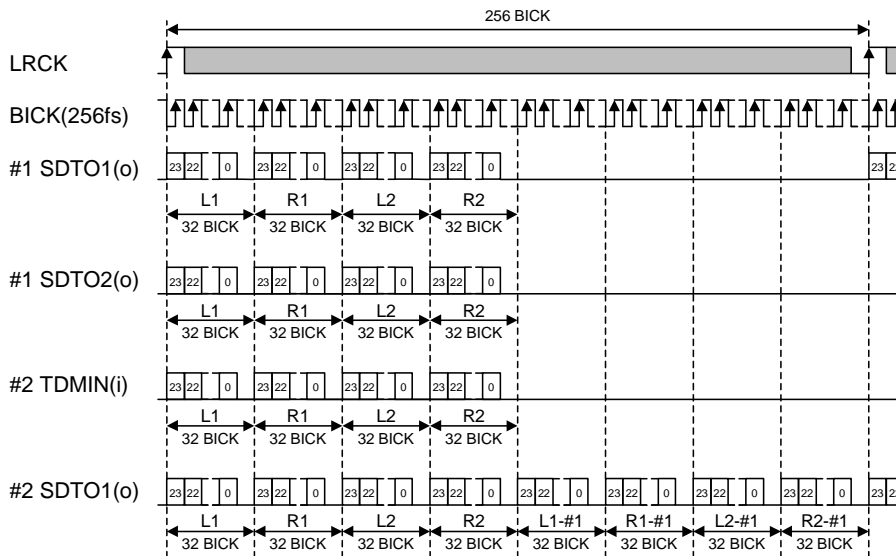 256 BICK
LRCK
BICK(256fs)
#1 SDTO1(o)
23 22 0 23 22 0 23 22 0 23 22 0 23 2
L1 R1 L2 R2
32 BICK 32 BICK 32 BICK 32 BICK
#1 SDTO2(o)
23 22 0 23 22 0 23 22 0 23 22 0
L1 R1 L2 R2
32 BICK 32 BICK 32 BICK 32 BICK
#2 TDMIN(i)
23 22 0 23 22 0 23 22 0 23 22 0
L1 R1 L2 R2
32 BICK 32 BICK 32 BICK 32 BICK
#2 SDTO1(o)
23 22 0 23 22 0 23 22 0 23 22 0 23 22 0 23 22 0 23 22 0 23 22 0 23 2
L1 R1 L2 R2 L1-#1 R1-#1 L2-#1 R2-#1
32 BICK 32 BICK 32 BICK 32 BICK 32 BICK 32 BICK 32 BICK 32 BICK